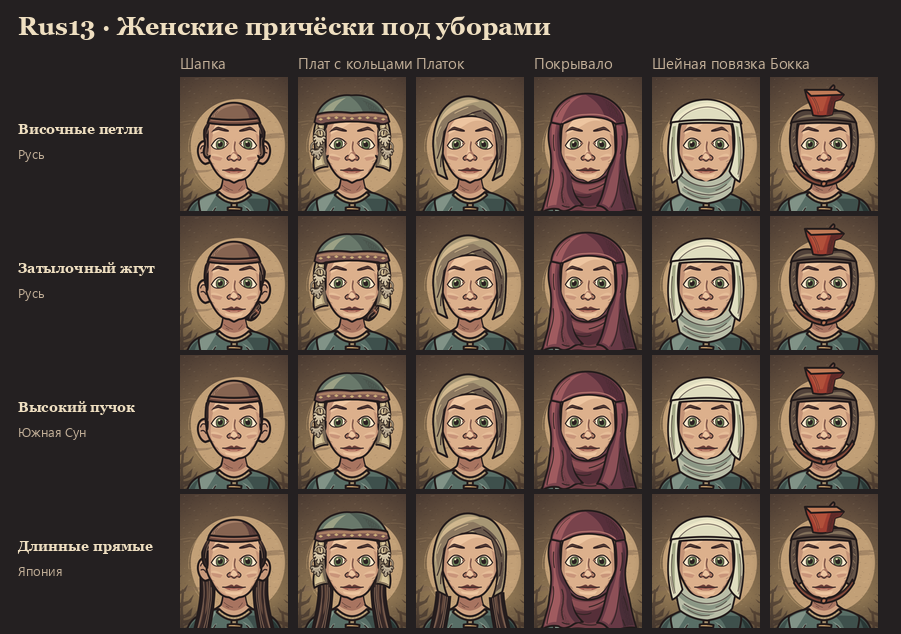 Rus13 · Женские причёски под уборами
Шапка Плат с кольцами Платок Покрывало Шейная повязка Бокка
Височные петли
Русь
Затылочный жгут
Русь
Высокий пучок
Южная Сун
Длинные прямые
Япония